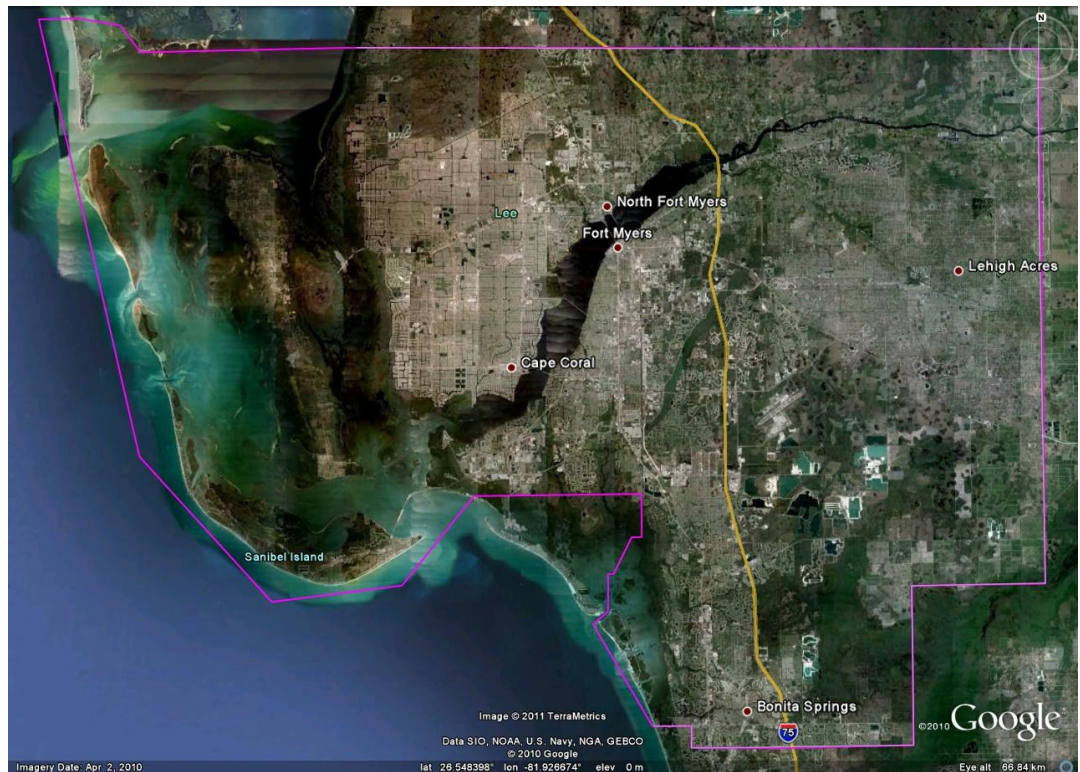 N
North Fort Myers
Lee
Fort Myers
Lehigh Acres
Cape Coral
Sanibel Island
Bonita Springs
Image © 2011 TerraMetrics
75
©2010 Google
Data SIO, NOAA, U.S. Navy, NGA, GEBCO
© 2010 Google
Imagery Date: Apr. 2, 2010
lat 26.548398° lon -81.926674° elev 0 m
Eye alt 66.84 km